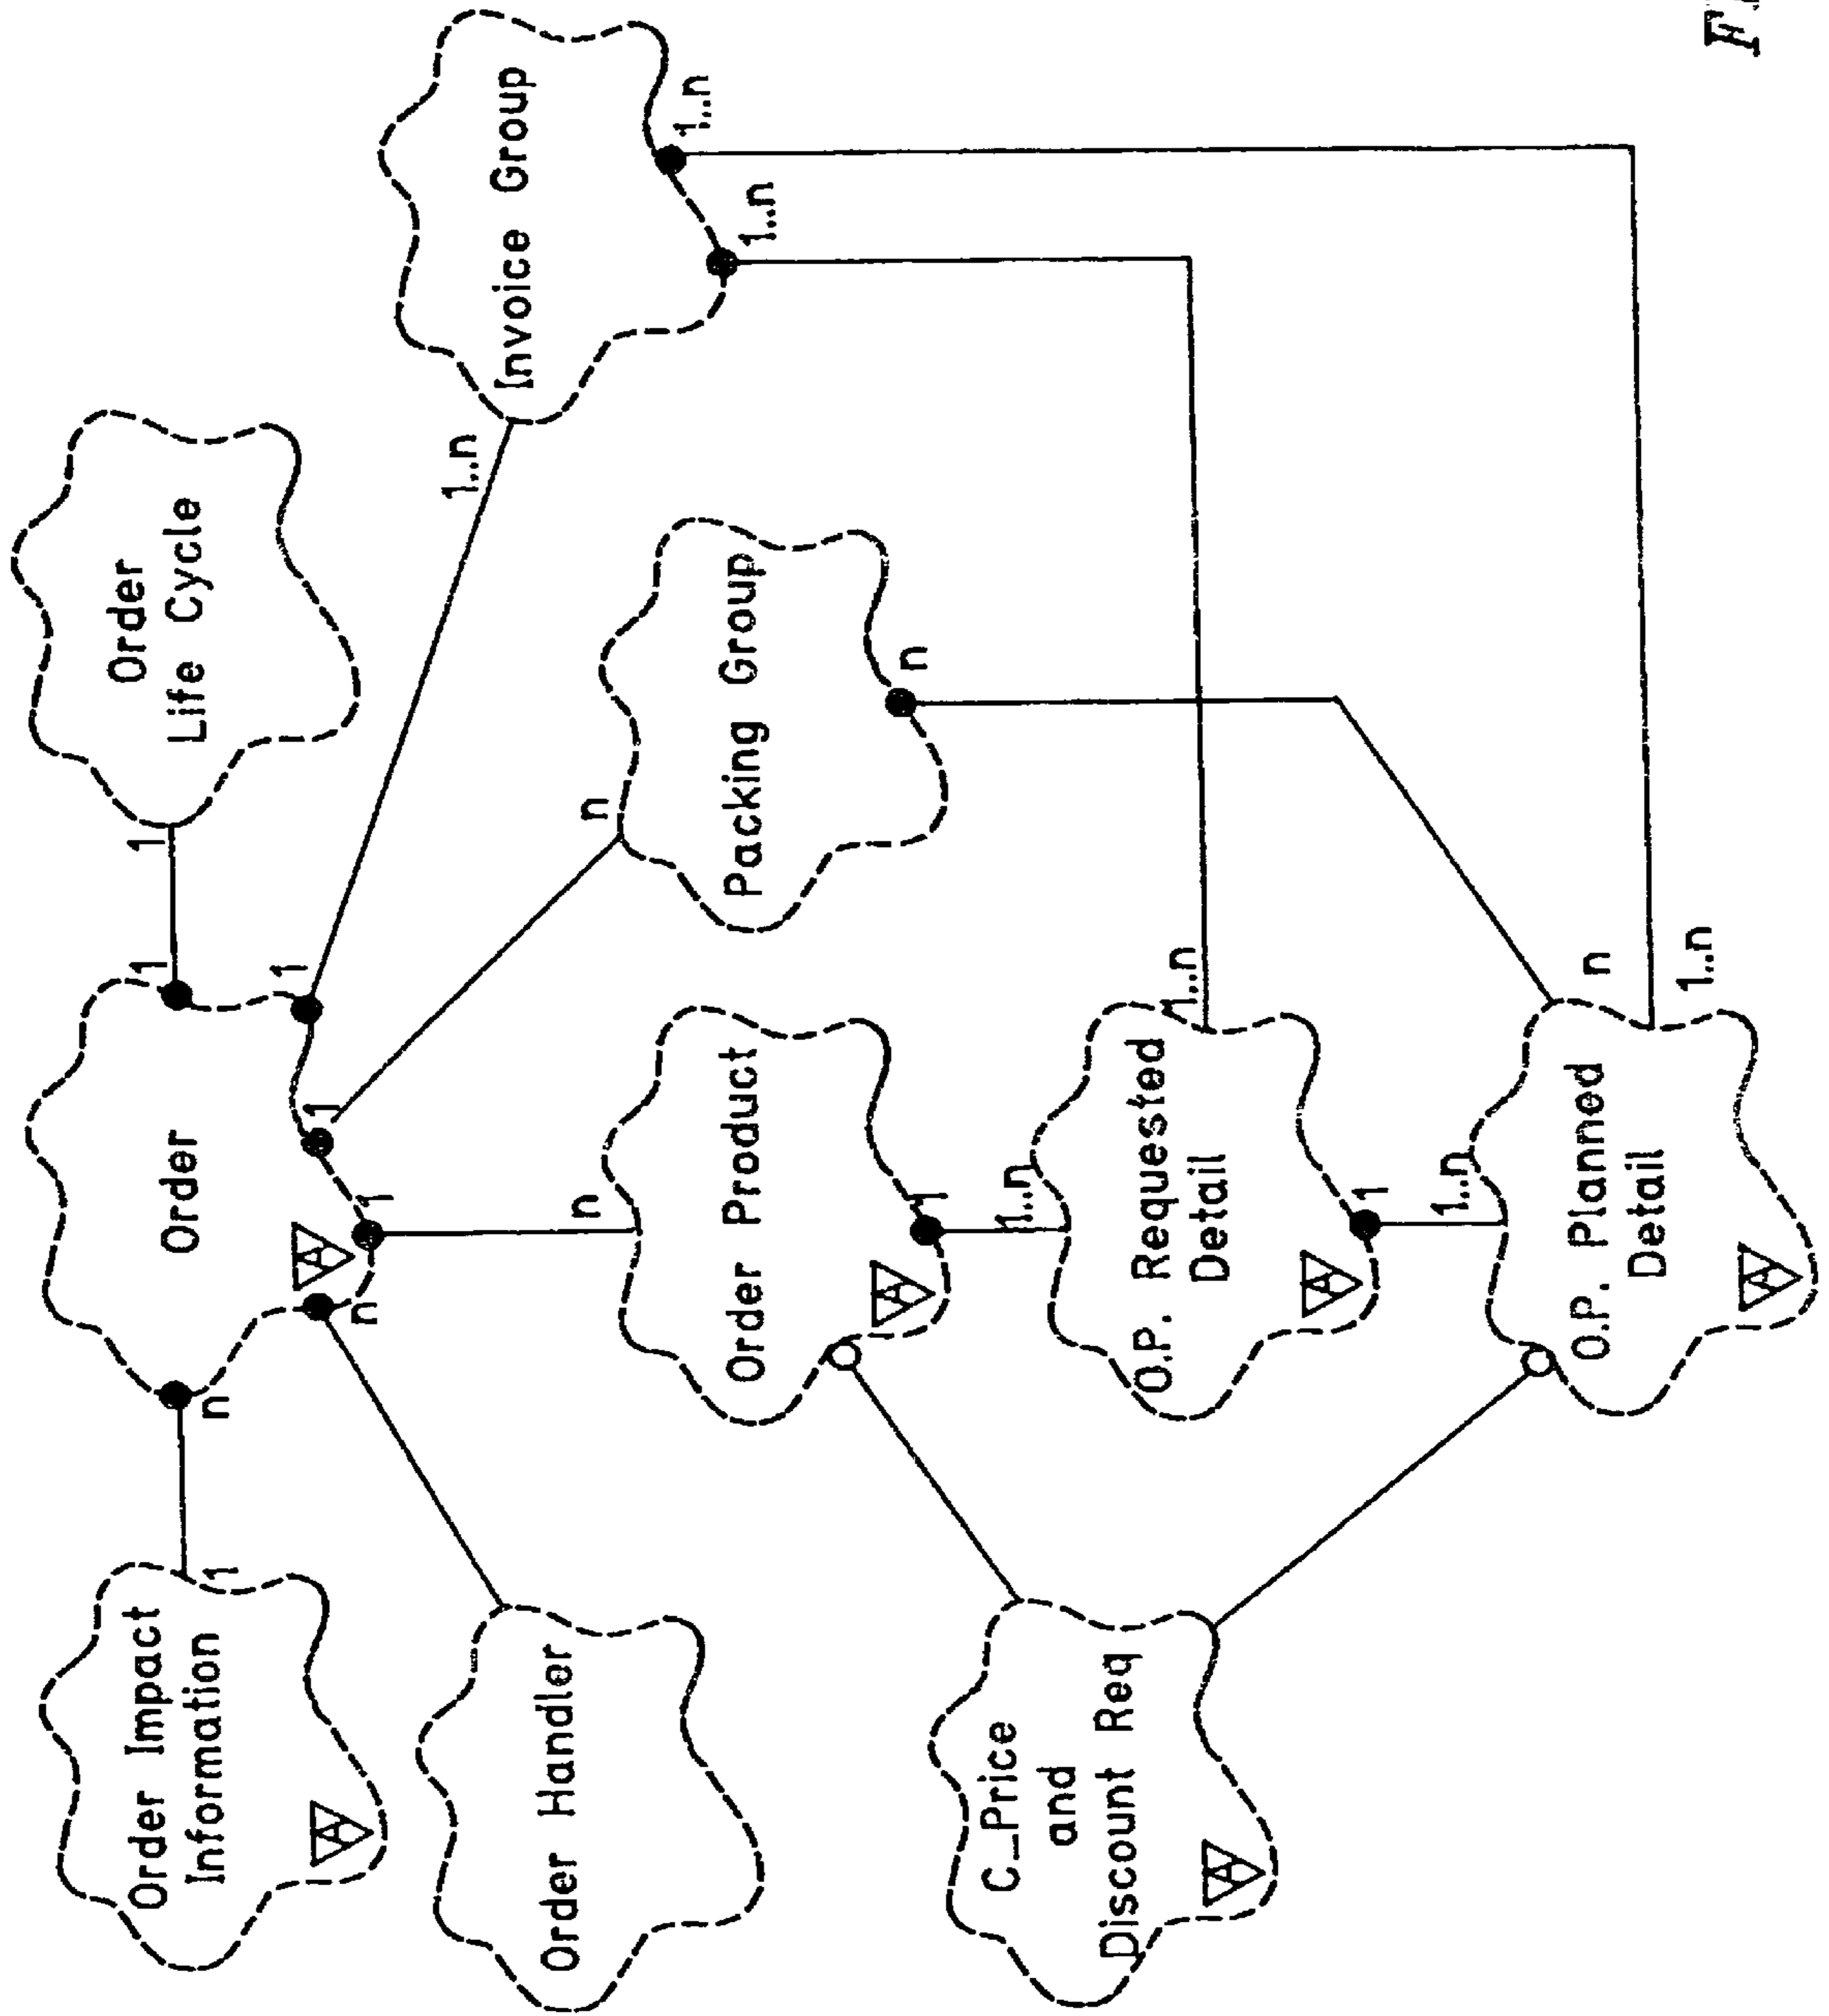 Order Impact
Information
A
1
n
Order
A
1
1
Order
Life Cycle
n
1
1
1
1..n
Invoice Group
1..n
1..n
Order Handler
n
Order Product
A
1
n
Packing Group
n
C_Price
and
Discount Req
A
1..n
O.P. Requested
Detail
A
1
1..n
1..n
O.P. Planned
Detail
A
n
1..n